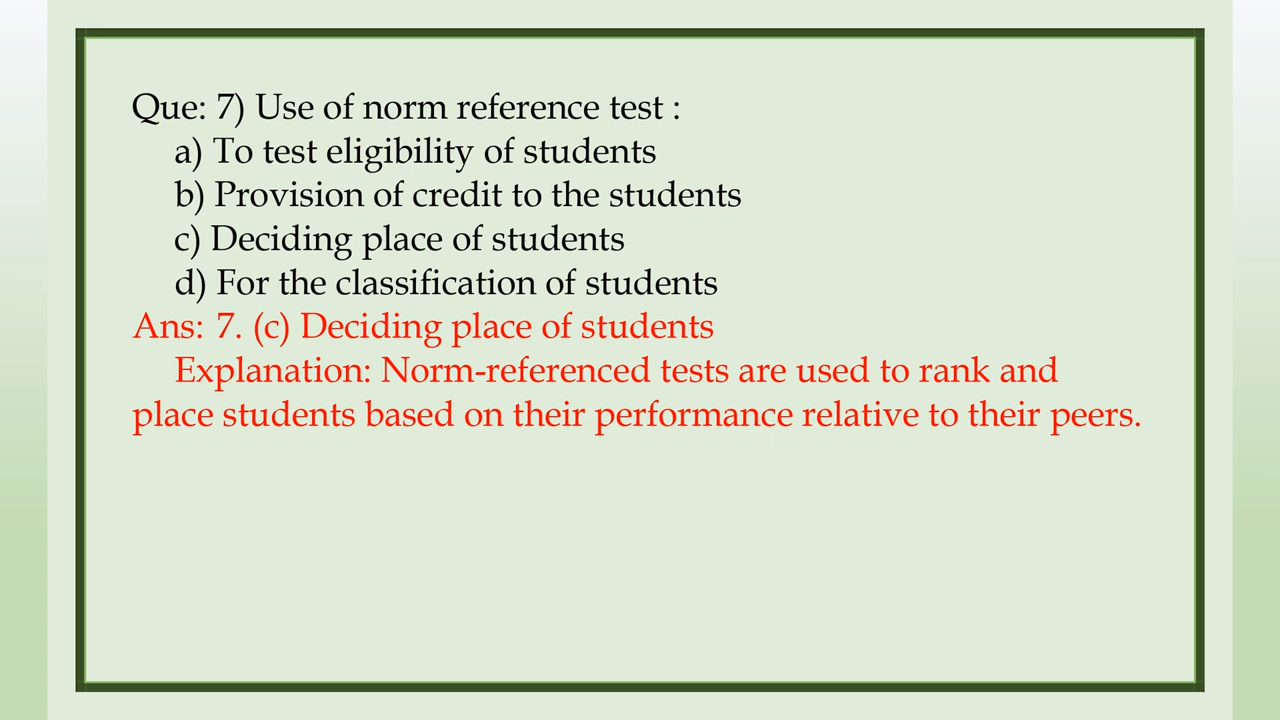 Que: 7) Use of norm reference test :
a) To test eligibility of students
b) Provision of credit to the students
c) Deciding place of students
d) For the classification of students
Ans: 7. (c) Deciding place of students
Explanation: Norm-referenced tests are used to rank and
place students based on their performance relative to their peers.